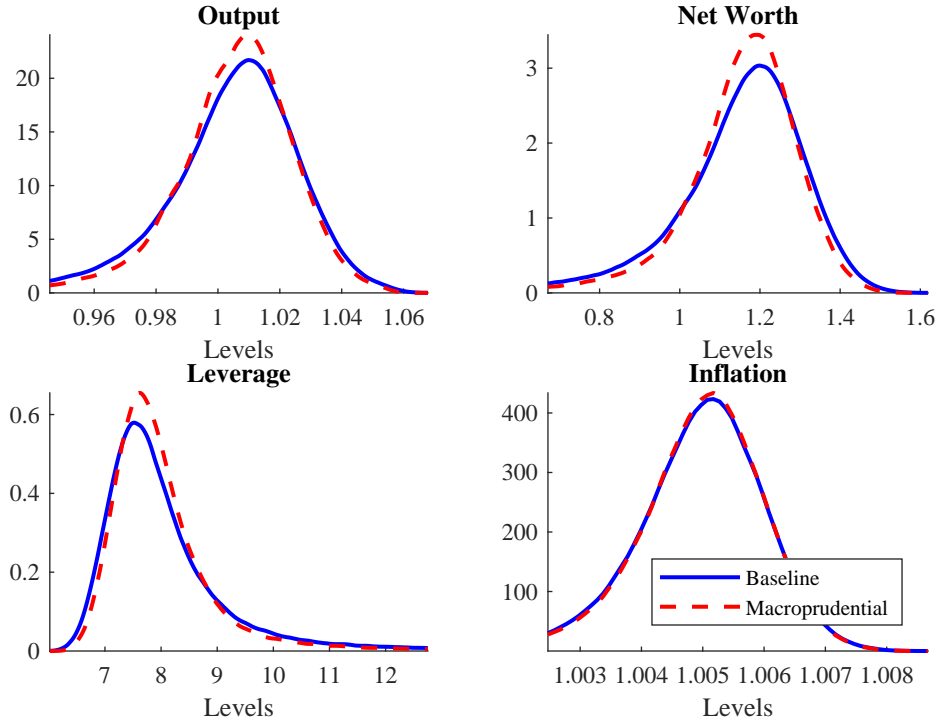 Output
20
15
10
5
0
0.96 0.98 1 1.02 1.04 1.06
Levels
Net Worth
3
2
1
0
0.8 1 1.2 1.4 1.6
Levels
Leverage
0.6
0.4
0.2
0
7 8 9 10 11 12
Levels
Inflation
400
300
200
100
1.003 1.004 1.005 1.006 1.007 1.008
Levels
Baseline
Macroprudential